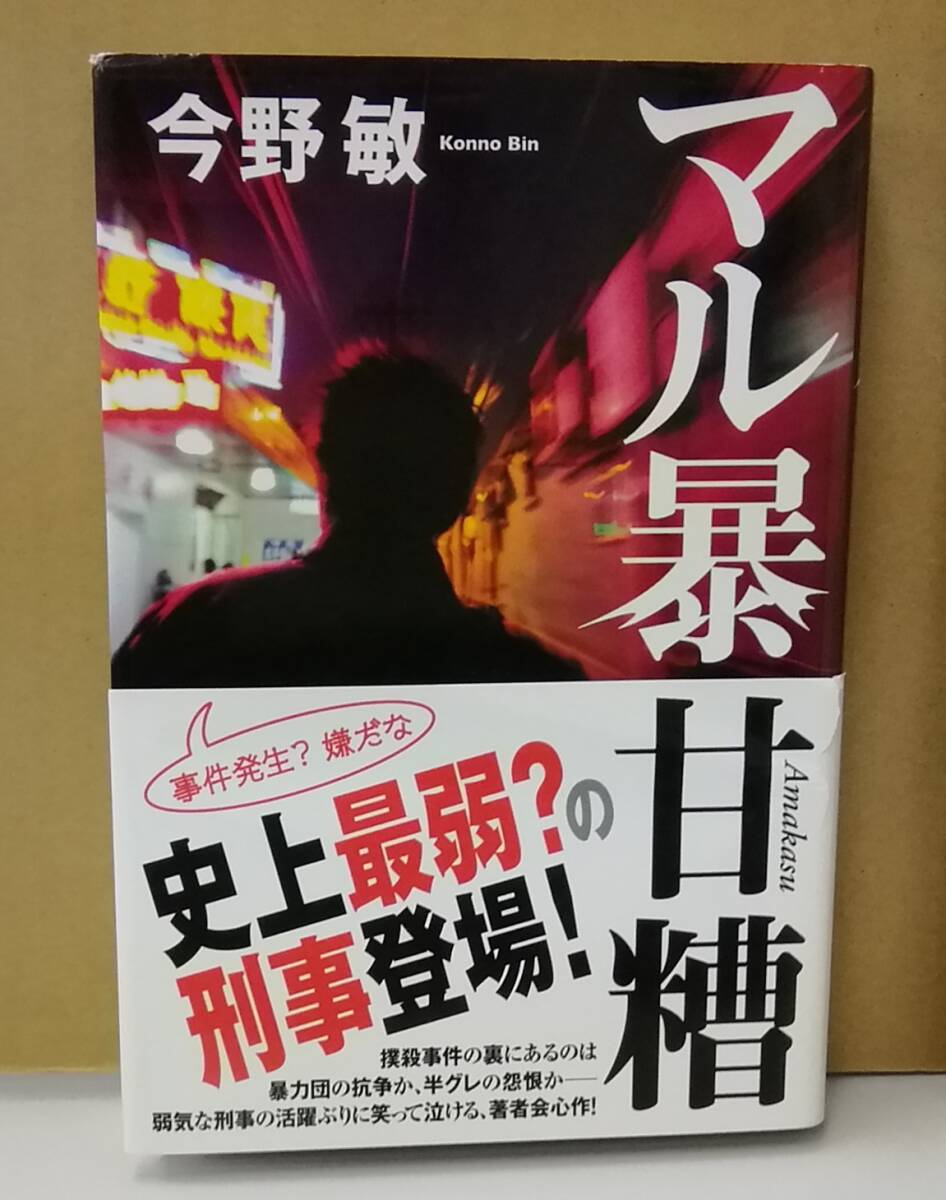 今野 敏
Konno Bin
マル暴甘糟
Amakasu
事件発生？嫌だな
史上最弱？の
刑事登場！
撲殺事件の裏にあるのは
暴力団の抗争か、半グレの怨恨か――
弱気な刑事の活躍ぶりに笑って泣ける、著者会心作！